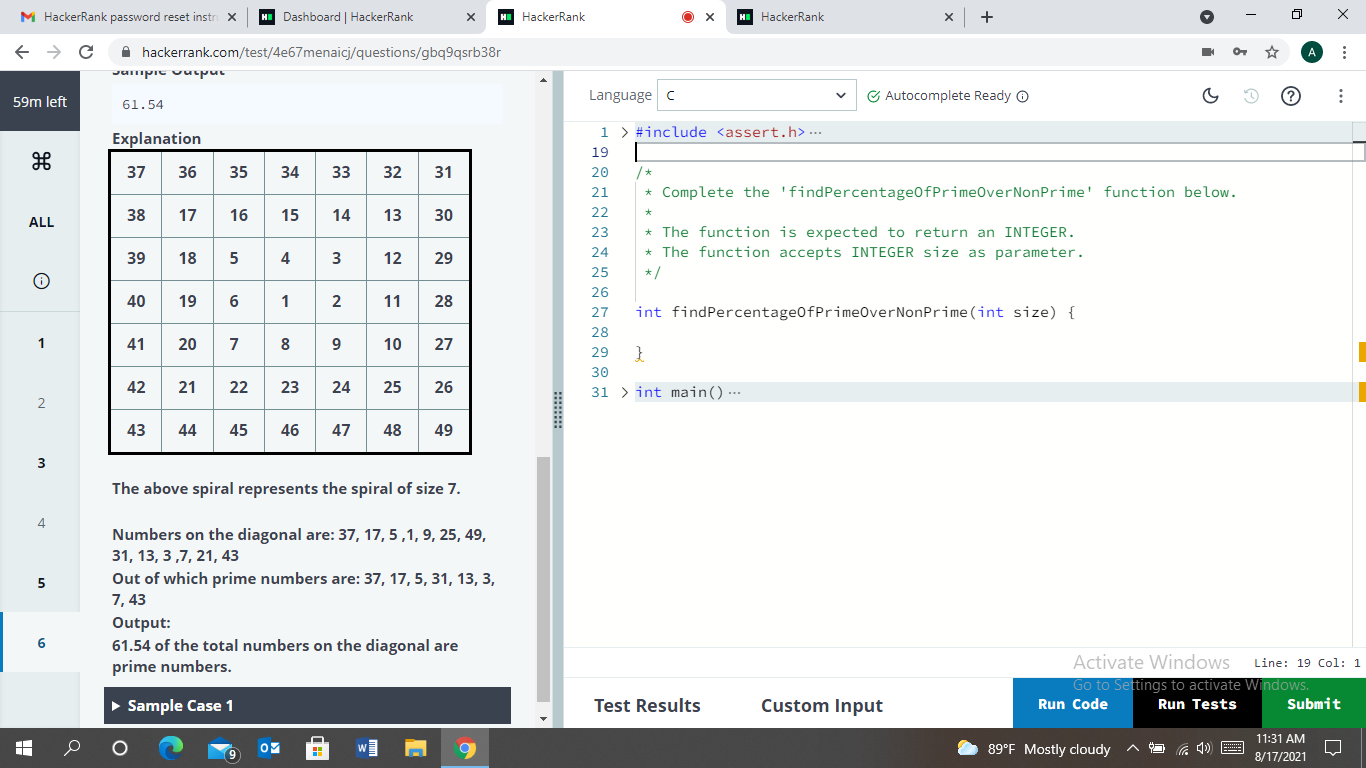 HackerRank password reset instr
Dashboard | HackerRank
HackerRank
HackerRank
hackerrank.com/test/4e67menaicj/questions/gbq9qsrb38r
A
59m left
ALL
1
2
3
4
5
6
Sample Output
61.54
Explanation
37 36 35 34 33 32 31
38 17 16 15 14 13 30
39 18 5 4 3 12 29
40 19 6 1 2 11 28
41 20 7 8 9 10 27
42 21 22 23 24 25 26
43 44 45 46 47 48 49
The above spiral represents the spiral of size 7.
Numbers on the diagonal are: 37, 17, 5 ,1, 9, 25, 49,
31, 13, 3 ,7, 21, 43
Out of which prime numbers are: 37, 17, 5, 31, 13, 3,
7, 43
Output:
61.54 of the total numbers on the diagonal are
prime numbers.
Sample Case 1
Language C Autocomplete Ready
1 #include <assert.h> ···
19
20 /*
21 * Complete the 'findPercentageOfPrimeOverNonPrime' function below.
22 *
23 * The function is expected to return an INTEGER.
24 * The function accepts INTEGER size as parameter.
25 */
26
27 int findPercentageOfPrimeOverNonPrime(int size) {
28
29 }
30
31 int main() ···
Activate Windows
Go to Settings to activate Windows.
Line: 19 Col: 1
Test Results
Custom Input
Run Code
Run Tests
Submit
9
89°F Mostly cloudy
11:31 AM
8/17/2021